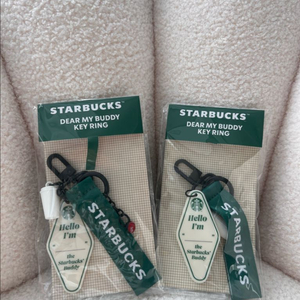 STARBUCKS
DEAR MY BUDDY
KEY RING
STARBUCKS
Hello
I'm
the
Starbucks
Buddy
STARBUCKS
DEAR MY BUDDY
KEY RING
STARBUCKS
Hello
I'm
the
Starbucks
Buddy